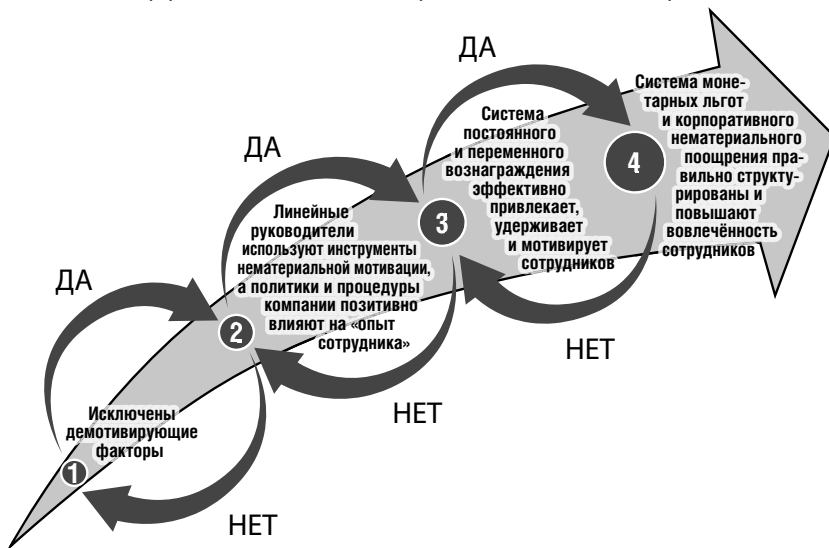 ДА
Система моне-
тарных льгот
и корпоративного
нематериального
поощрения пра-
вильно структу-
рированы и
повышают
вовлечённость
сотрудников
4
Система
постоянного
и переменного
вознаграждения
эффективно
привлекает,
удерживает
и мотивирует
сотрудников
3
ДА
Линейные
руководители
используют инструменты
нематериальной мотивации,
а политики и процедуры
компании позитивно
влияют на «опыт
сотрудника»
2
ДА
НЕТ
НЕТ
Исключены
демотивирующие
факторы
1
НЕТ